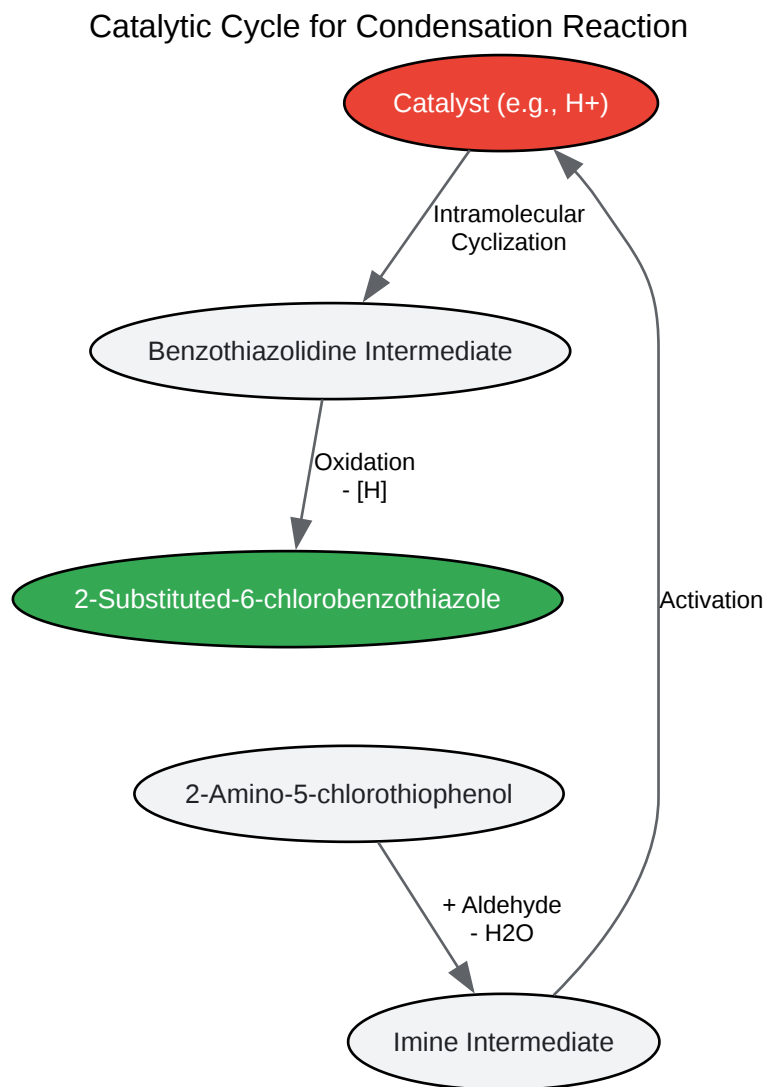 Catalytic Cycle for Condensation Reaction
Catalyst (e.g., H+)
Intramolecular
Cyclization
Benzothiazolidine Intermediate
Oxidation
- [H]
2-Substituted-6-chlorobenzothiazole
Activation
2-Amino-5-chlorothiophenol
+ Aldehyde
- H2O
Imine Intermediate